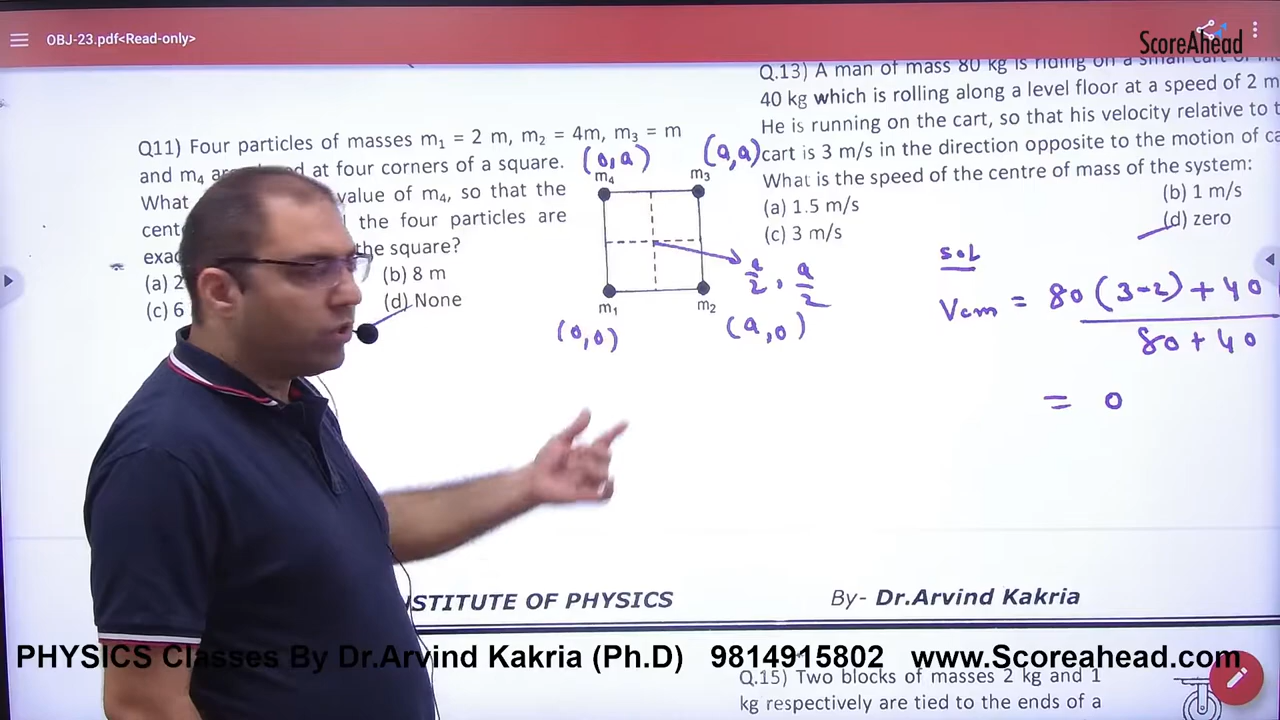 OBJ-23.pdf<Read-only>
ScoreAhead
Q11) Four particles of masses m₁ = 2 m, m₂ = 4m, m₃ = m
and m₄ at four corners of a square.
What value of m₄, so that the
the four particles are
the square?
(b) 8 m
(d) None
(0,a)
(a,a)
m₄
m₃
a/2, a/2
m₁
m₂
(0,0)
(a,0)
Q.13) A man of mass 80 kg is riding on a small cart of
40 kg which is rolling along a level floor at a speed of 2
He is running on the cart, so that his velocity relative to
cart is 3 m/s in the direction opposite to the motion of
What is the speed of the centre of mass of the system:
(a) 1.5 m/s
(b) 1 m/s
(c) 3 m/s
(d) zero
sol
Vcm = 80 (3-2) + 40
80 + 40
= 0
INSTITUTE OF PHYSICS
By- Dr.Arvind Kakria
PHYSICS Classes By Dr.Arvind Kakria (Ph.D) 9814915802 www.Scoreahead.com
Q.15) Two blocks of masses 2 kg and 1
kg respectively are tied to the ends of a